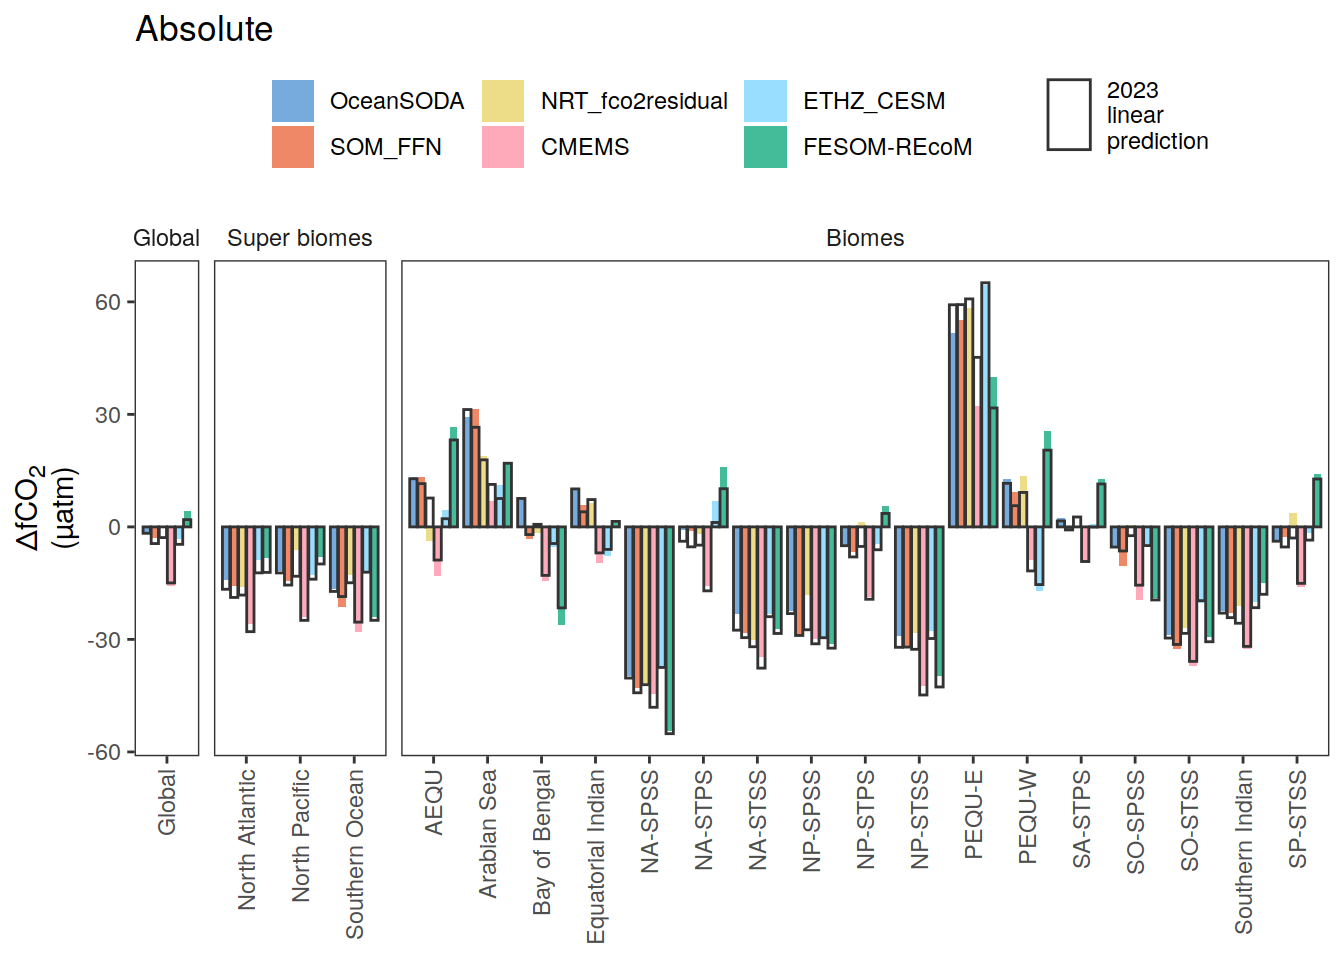 Absolute
OceanSODA
SOM_FFN
NRT_fco2residual
CMEMS
ETHZ_CESM
FESOM-REcoM
2023
linear
prediction
Global
Super biomes
Biomes
ΔfCO₂
(µatm)
60
30
0
-30
-60
Global
North Atlantic
North Pacific
Southern Ocean
AEQU
Arabian Sea
Bay of Bengal
Equatorial Indian
NA-SPSS
NA-STPS
NA-STSS
NP-SPSS
NP-STPS
NP-STSS
PEQU-E
PEQU-W
SA-STPS
SO-SPSS
SO-STSS
Southern Indian
SP-STSS